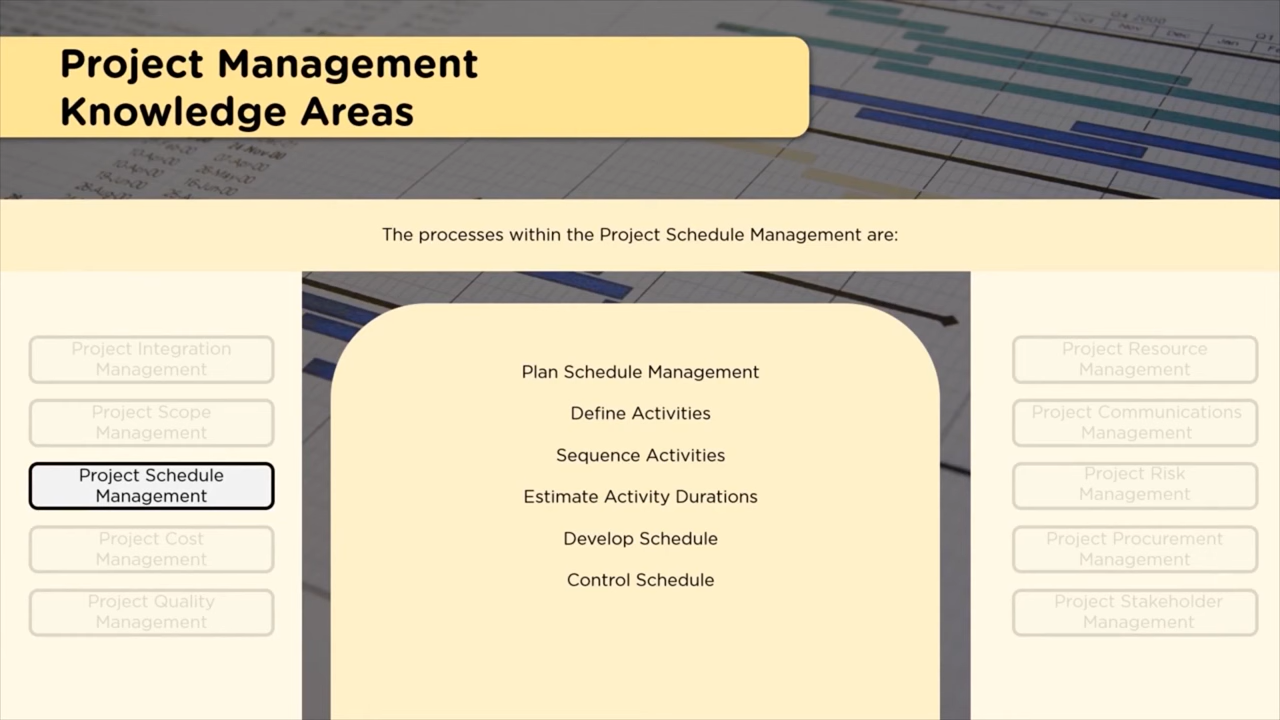 Project Management
Knowledge Areas
The processes within the Project Schedule Management are:
Project Integration
Management
Project Scope
Management
Project Schedule
Management
Project Cost
Management
Project Quality
Management
Plan Schedule Management
Define Activities
Sequence Activities
Estimate Activity Durations
Develop Schedule
Control Schedule
Project Resource
Management
Project Communications
Management
Project Risk
Management
Project Procurement
Management
Project Stakeholder
Management